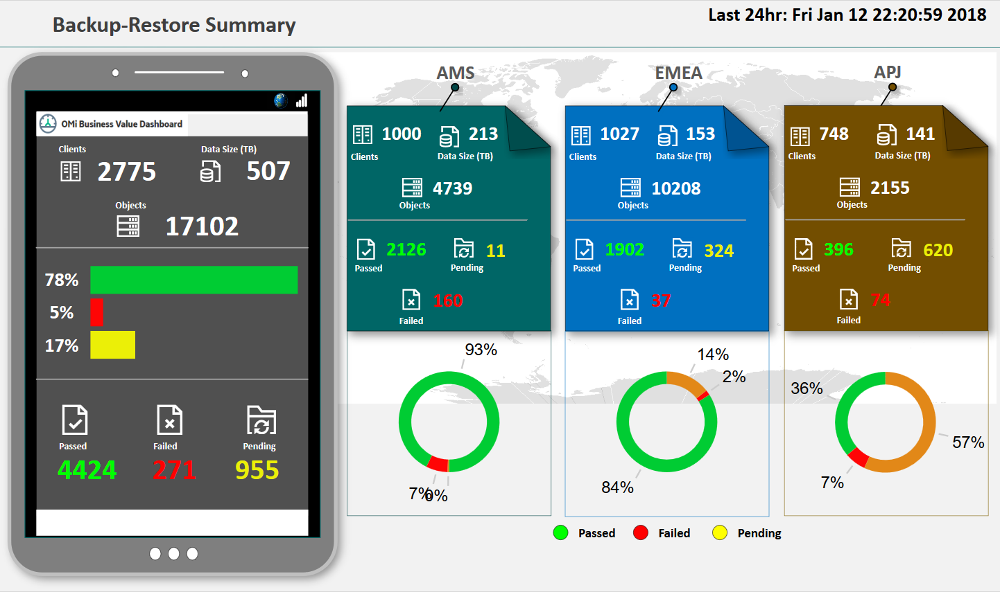 Backup-Restore Summary
Last 24hr: Fri Jan 12 22:20:59 2018
OMi Business Value Dashboard
Clients
2775
Data Size (TB)
507
Objects
17102
78%
5%
17%
Passed
4424
Failed
271
Pending
955
AMS
1000
Clients
213
Data Size (TB)
4739
Objects
2126
Passed
11
Pending
160
Failed
93%
7%
0%
EMEA
1027
Clients
153
Data Size (TB)
10208
Objects
1902
Passed
324
Pending
37
Failed
14%
2%
84%
APJ
748
Clients
141
Data Size (TB)
2155
Objects
396
Passed
620
Pending
74
Failed
36%
57%
7%
Passed Failed Pending